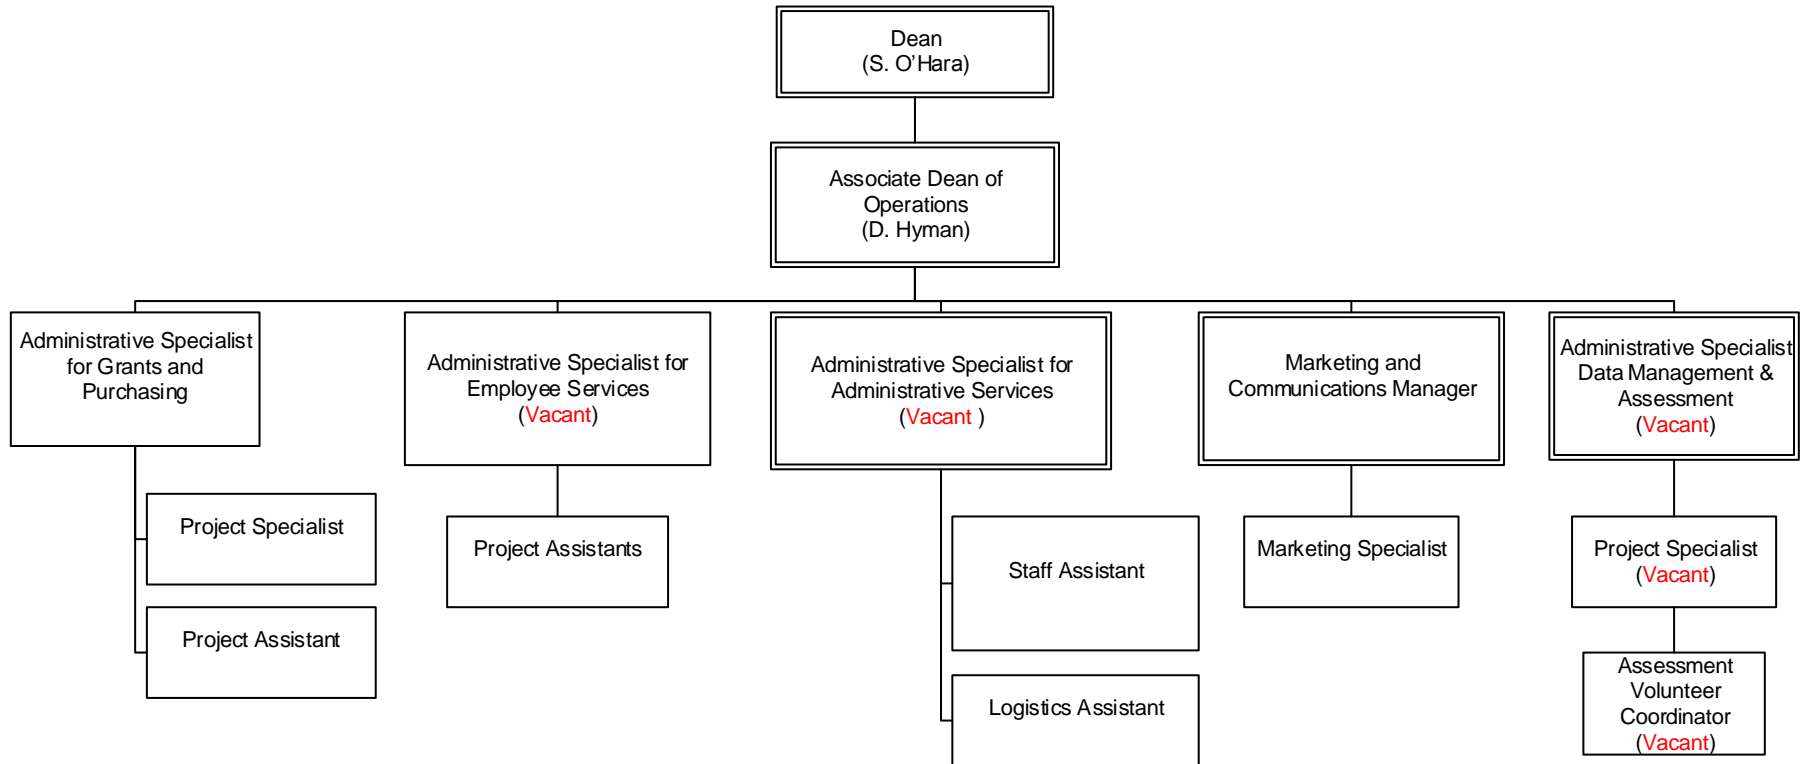 Dean
(S. O’Hara)
Associate Dean of
Operations
(D. Hyman)
Administrative Specialist
for Grants and
Purchasing
Administrative Specialist for
Employee Services
(Vacant)
Administrative Specialist for
Administrative Services
(Vacant )
Marketing and
Communications Manager
Administrative Specialist
Data Management &
Assessment
(Vacant)
Project Specialist
Project Assistant
Project Assistants
Staff Assistant
Logistics Assistant
Marketing Specialist
Project Specialist
(Vacant)
Assessment
Volunteer
Coordinator
(Vacant)